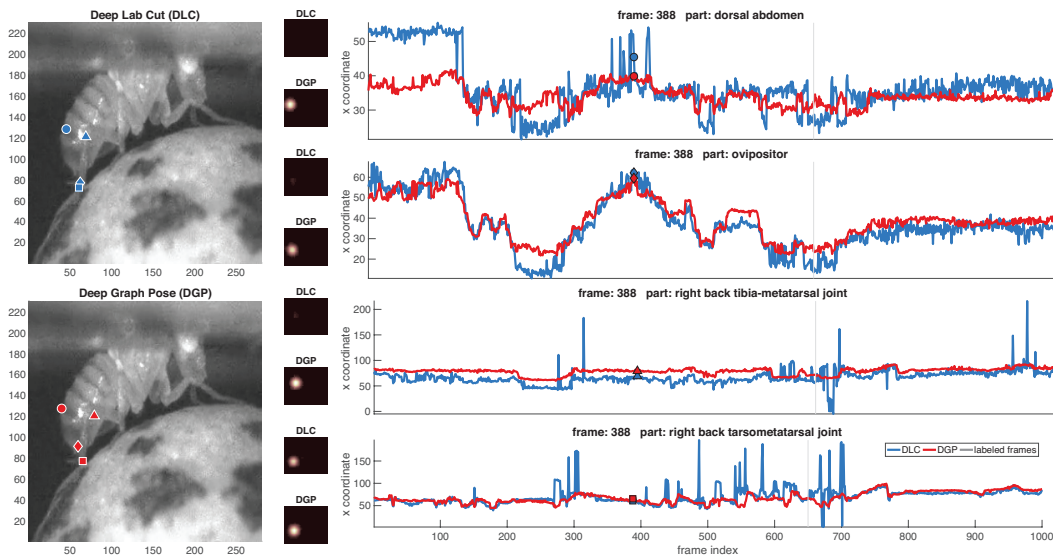 Deep Lab Cut (DLC)
220
200
180
160
140
120
100
80
60
40
20
50 100 150 200 250
DLC
DGP
DLC
DGP
frame: 388 part: dorsal abdomen
x coordinate
50
40
30
frame: 388 part: ovipositor
x coordinate
60
50
40
30
20
Deep Graph Pose (DGP)
220
200
180
160
140
120
100
80
60
40
20
50 100 150 200 250
DLC
DGP
DLC
DGP
frame: 388 part: right back tibia-metatarsal joint
x coordinate
200
150
100
50
0
frame: 388 part: right back tarsometatarsal joint
x coordinate
150
100
50
0
DLC DGP labeled frames
100 200 300 400 500 600 700 800 900 1000
frame index